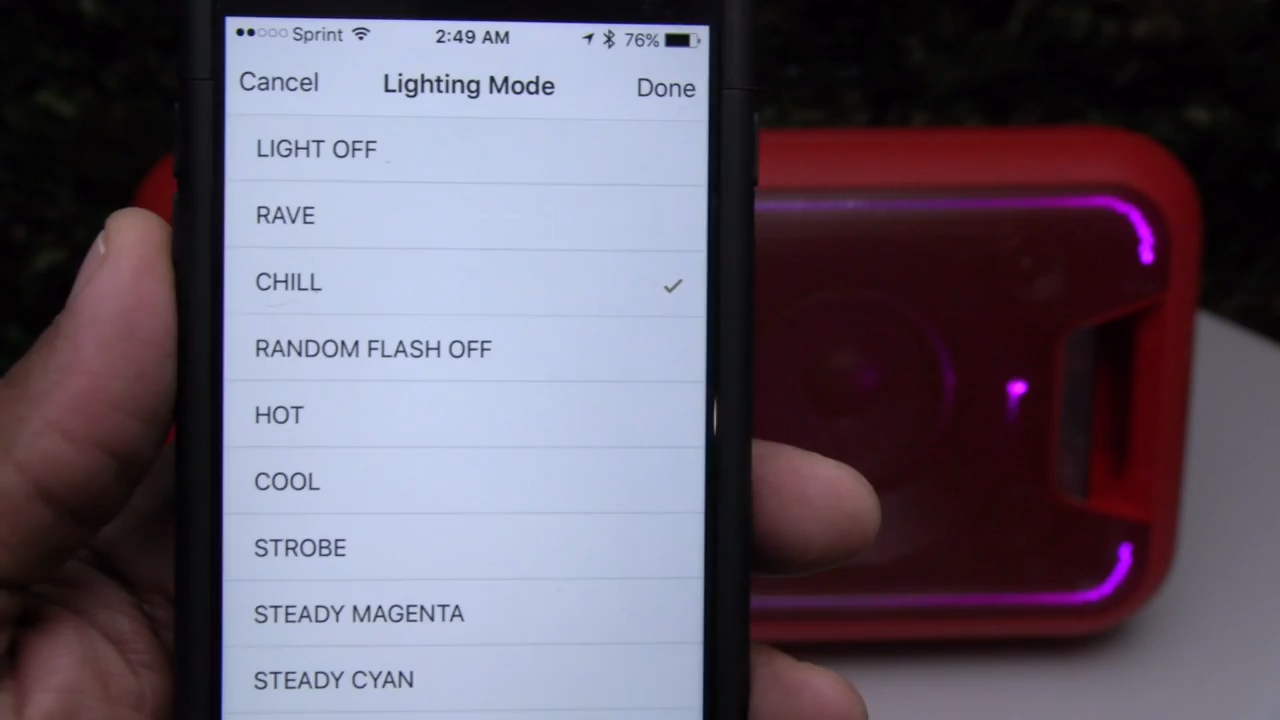 Sprint 2:49 AM 76%
Cancel Lighting Mode Done
LIGHT OFF
RAVE
CHILL
RANDOM FLASH OFF
HOT
COOL
STROBE
STEADY MAGENTA
STEADY CYAN